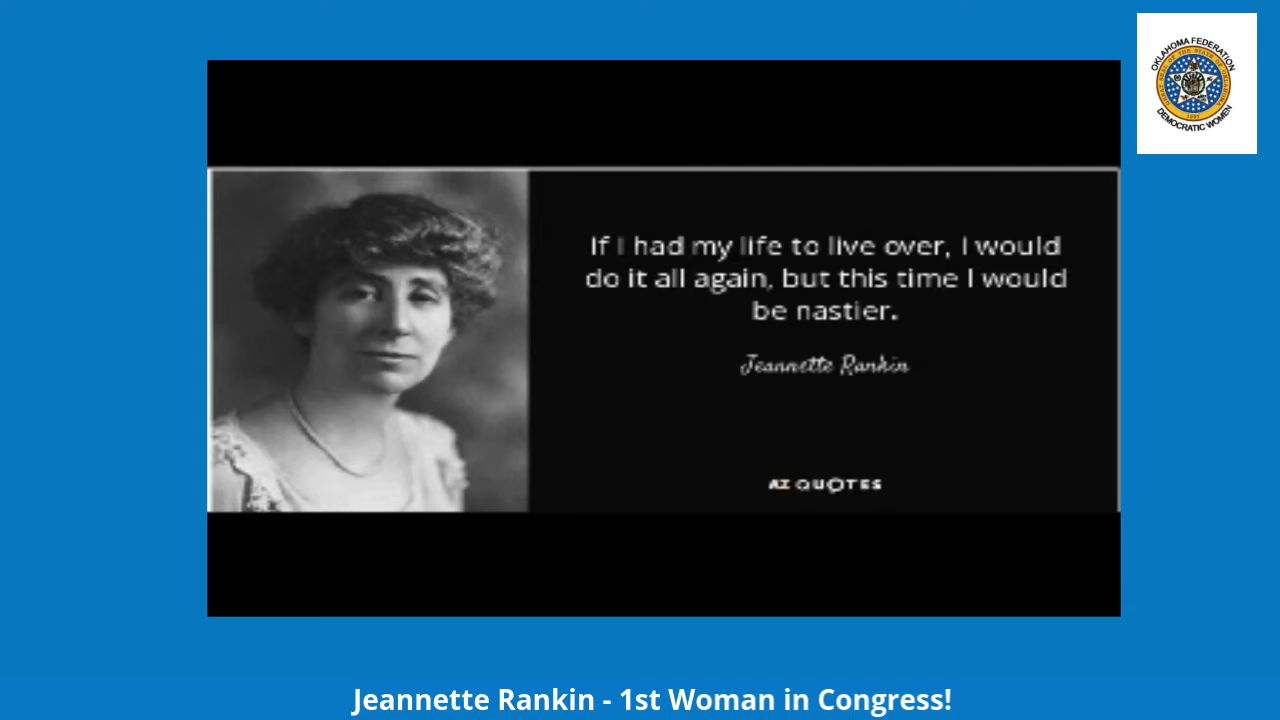 OKLAHOMA FEDERATION
DEMOCRATIC WOMEN
If I had my life to live over, I would
do it all again, but this time I would
be nastier.
Jeannette Rankin
AZ QUOTES
Jeannette Rankin - 1st Woman in Congress!